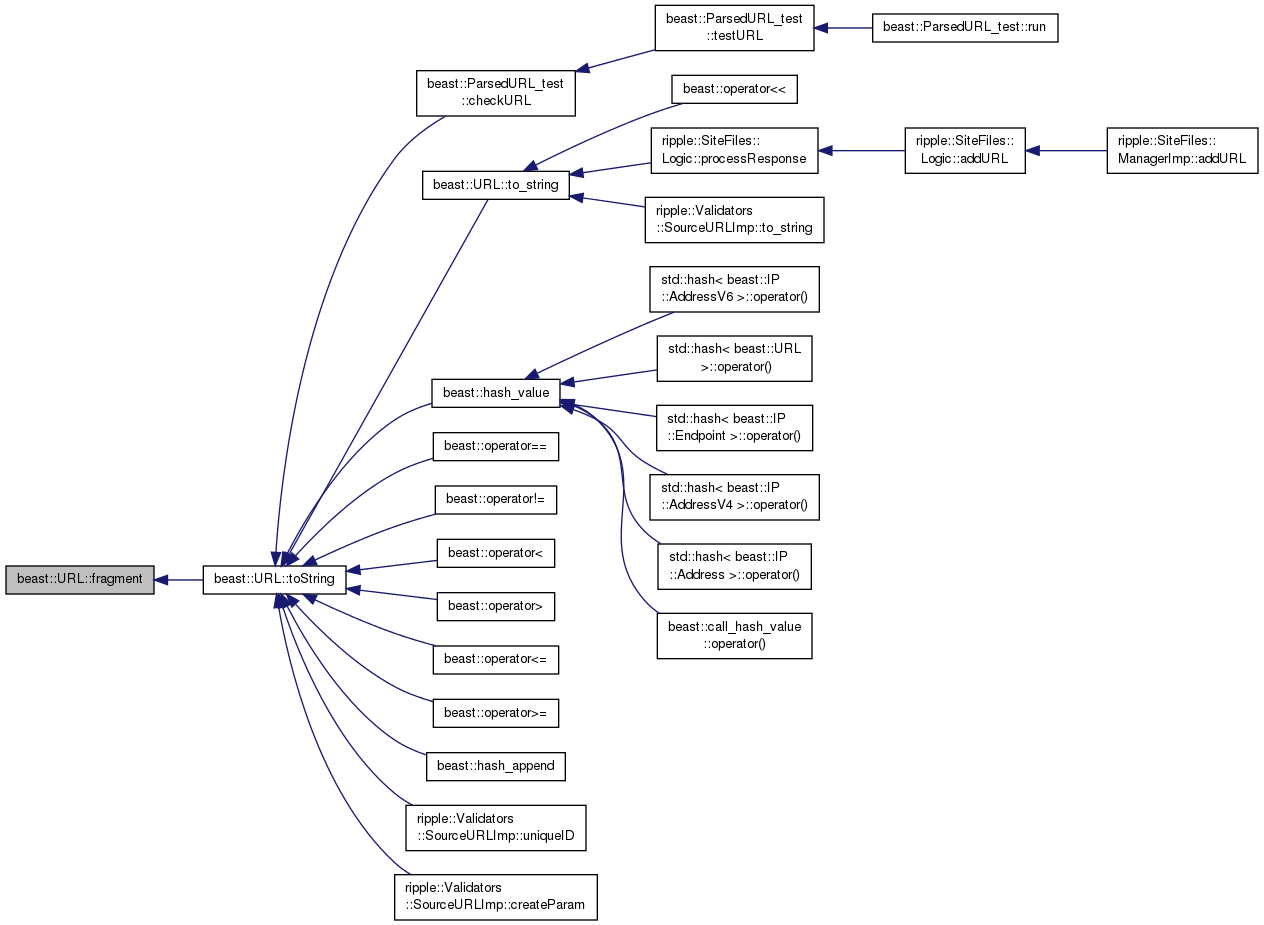 beast::ParsedURL_test
::testURL
beast::ParsedURL_test::run
beast::ParsedURL_test
::checkURL
beast::operator<<
ripple::SiteFiles::
Logic::processResponse
ripple::SiteFiles::
Logic::addURL
ripple::SiteFiles::
ManagerImp::addURL
beast::URL::to_string
ripple::Validators
::SourceURLImp::to_string
std::hash< beast::IP
::AddressV6 >::operator()
std::hash< beast::URL
>::operator()
beast::hash_value
std::hash< beast::IP
::Endpoint >::operator()
beast::operator==
std::hash< beast::IP
::AddressV4 >::operator()
beast::operator!=
beast::operator<
std::hash< beast::IP
::Address >::operator()
beast::URL::fragment
beast::URL::toString
beast::operator>
beast::call_hash_value
::operator()
beast::operator<=
beast::operator>=
beast::hash_append
ripple::Validators
::SourceURLImp::uniqueID
ripple::Validators
::SourceURLImp::createParam